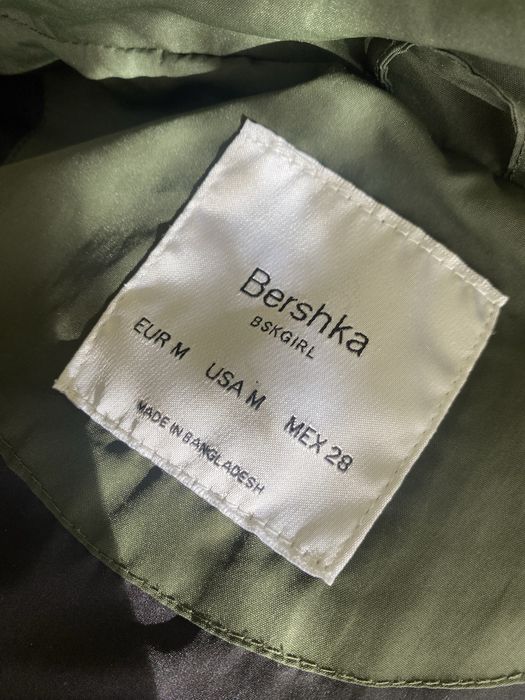 Bershka
BSKGIRL
EUR M USA M MEX 28
MADE IN BANGLADESH